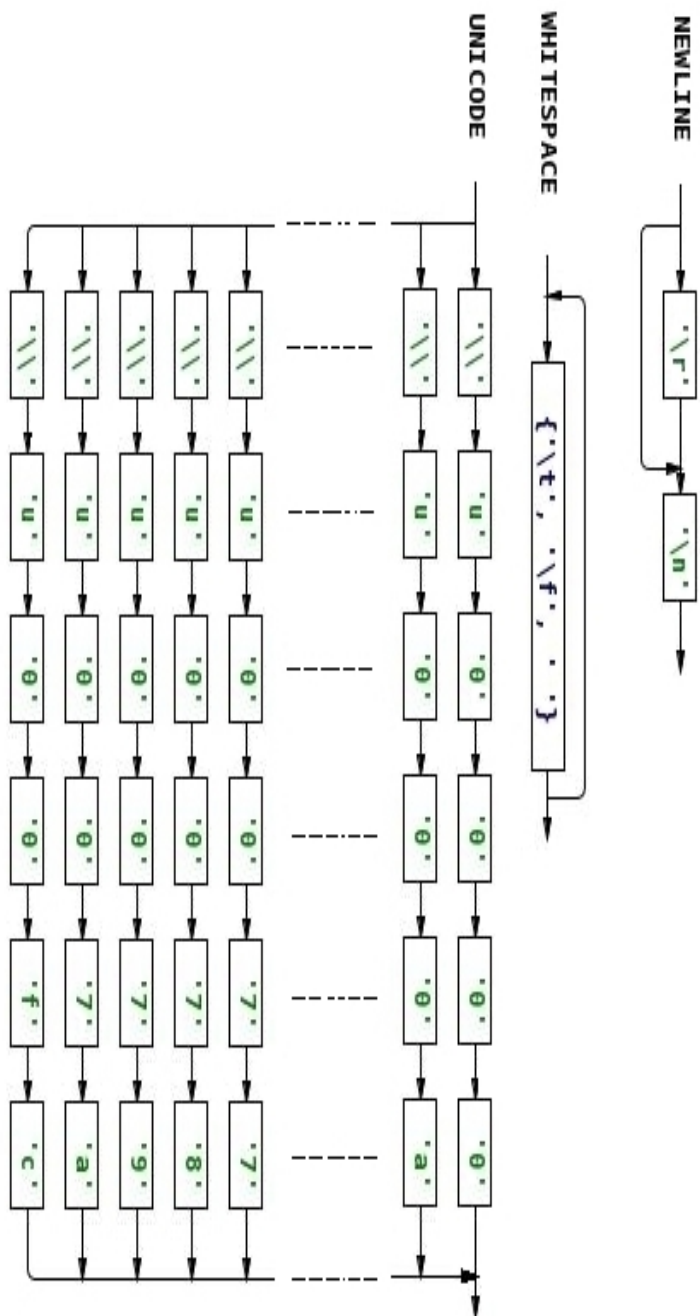 NEWLINE
'\r' '\n'
WHITESPACE
{'\t', '\f', ' '}
UNICODE
'\\' 'u' '0' '0' '0' '0'
'\\' 'u' '0' '0' '0' 'a'
'\\' 'u' '0' '0' '7' '7'
'\\' 'u' '0' '0' '7' '8'
'\\' 'u' '0' '0' '7' '9'
'\\' 'u' '0' '0' '7' 'a'
'\\' 'u' '0' '0' 'f' 'c'